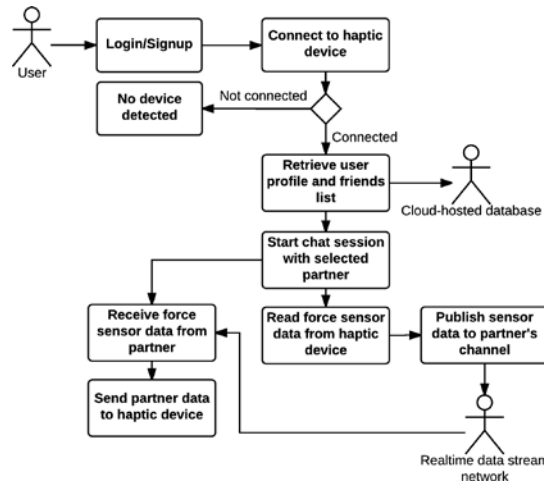 User
Login/Signup
Connect to haptic
device
No device
detected
Not connected
Connected
Retrieve user
profile and friends
list
Cloud-hosted database
Start chat session
with selected
partner
Receive force
sensor data from
partner
Read force sensor
data from haptic
device
Publish sensor
data to partner's
channel
Send partner data
to haptic device
Realtime data stream
network